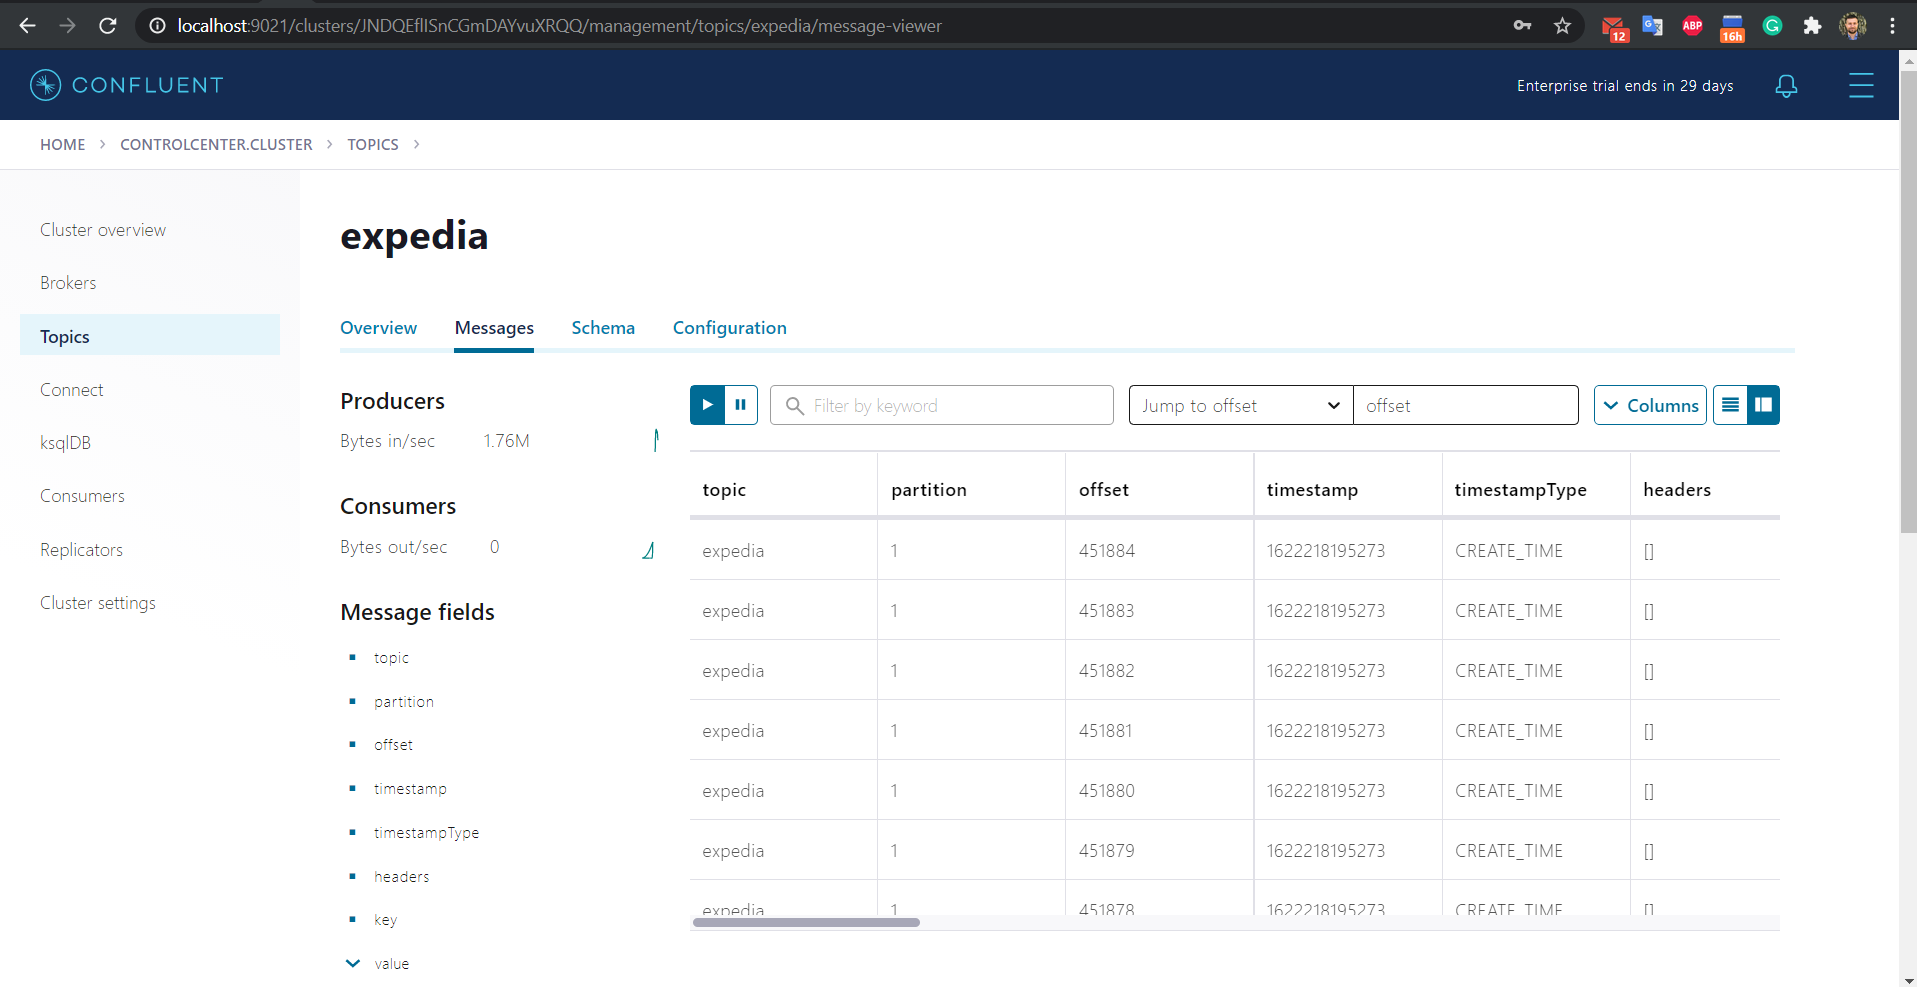 localhost:9021/clusters/JNDQEflISnCGmDAYvuXRQQ/management/topics/expedia/message-viewer
12
ABP
16h
CONFLUENT
Enterprise trial ends in 29 days
HOME > CONTROLCENTER.CLUSTER > TOPICS >
Cluster overview
Brokers
Topics
Connect
ksqlDB
Consumers
Replicators
Cluster settings
expedia
Overview Messages Schema Configuration
Producers
Bytes in/sec 1.76M
Consumers
Bytes out/sec 0
Message fields
topic
partition
offset
timestamp
timestampType
headers
key
value
Filter by keyword
Jump to offset
offset
Columns
topic partition offset timestamp timestampType headers
expedia 1 451884 1622218195273 CREATE_TIME []
expedia 1 451883 1622218195273 CREATE_TIME []
expedia 1 451882 1622218195273 CREATE_TIME []
expedia 1 451881 1622218195273 CREATE_TIME []
expedia 1 451880 1622218195273 CREATE_TIME []
expedia 1 451879 1622218195273 CREATE_TIME []
expedia 1 451878 1622218195273 CREATE_TIME []